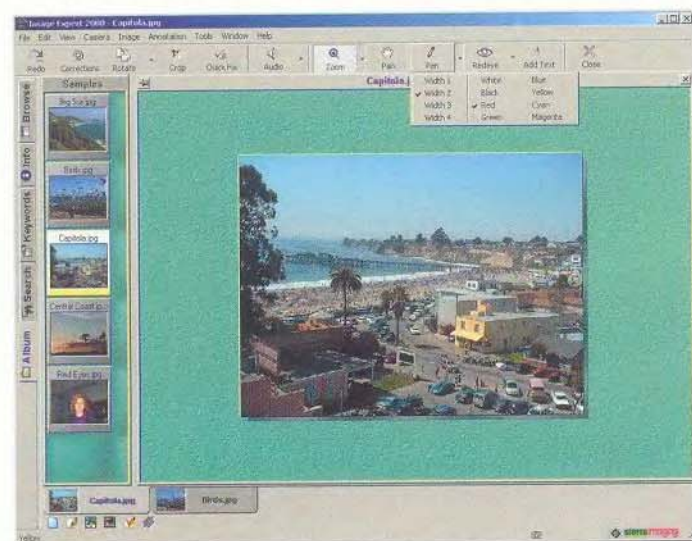 Image Expert 2000 - Capitola.jpg
File Edit View Camera Image Annotation Tools Window Help
Redo Corrections Rotate Crop Quick Fix Audio Zoom Pan Pen Redeye Add Text Close
Samples
Capitola.j
Width 1 White Blue
Width 2 Black Yellow
Width 3 Red Cyan
Width 4 Green Magenta
Browse
Info
Keywords
Search
Album
Big Sur.jpg
Birds.jpg
Capitola.jpg
Central Coast.jp
Red Eyes.jpg
Capitola.jpg Birds.jpg
Yellow
sierraimaging